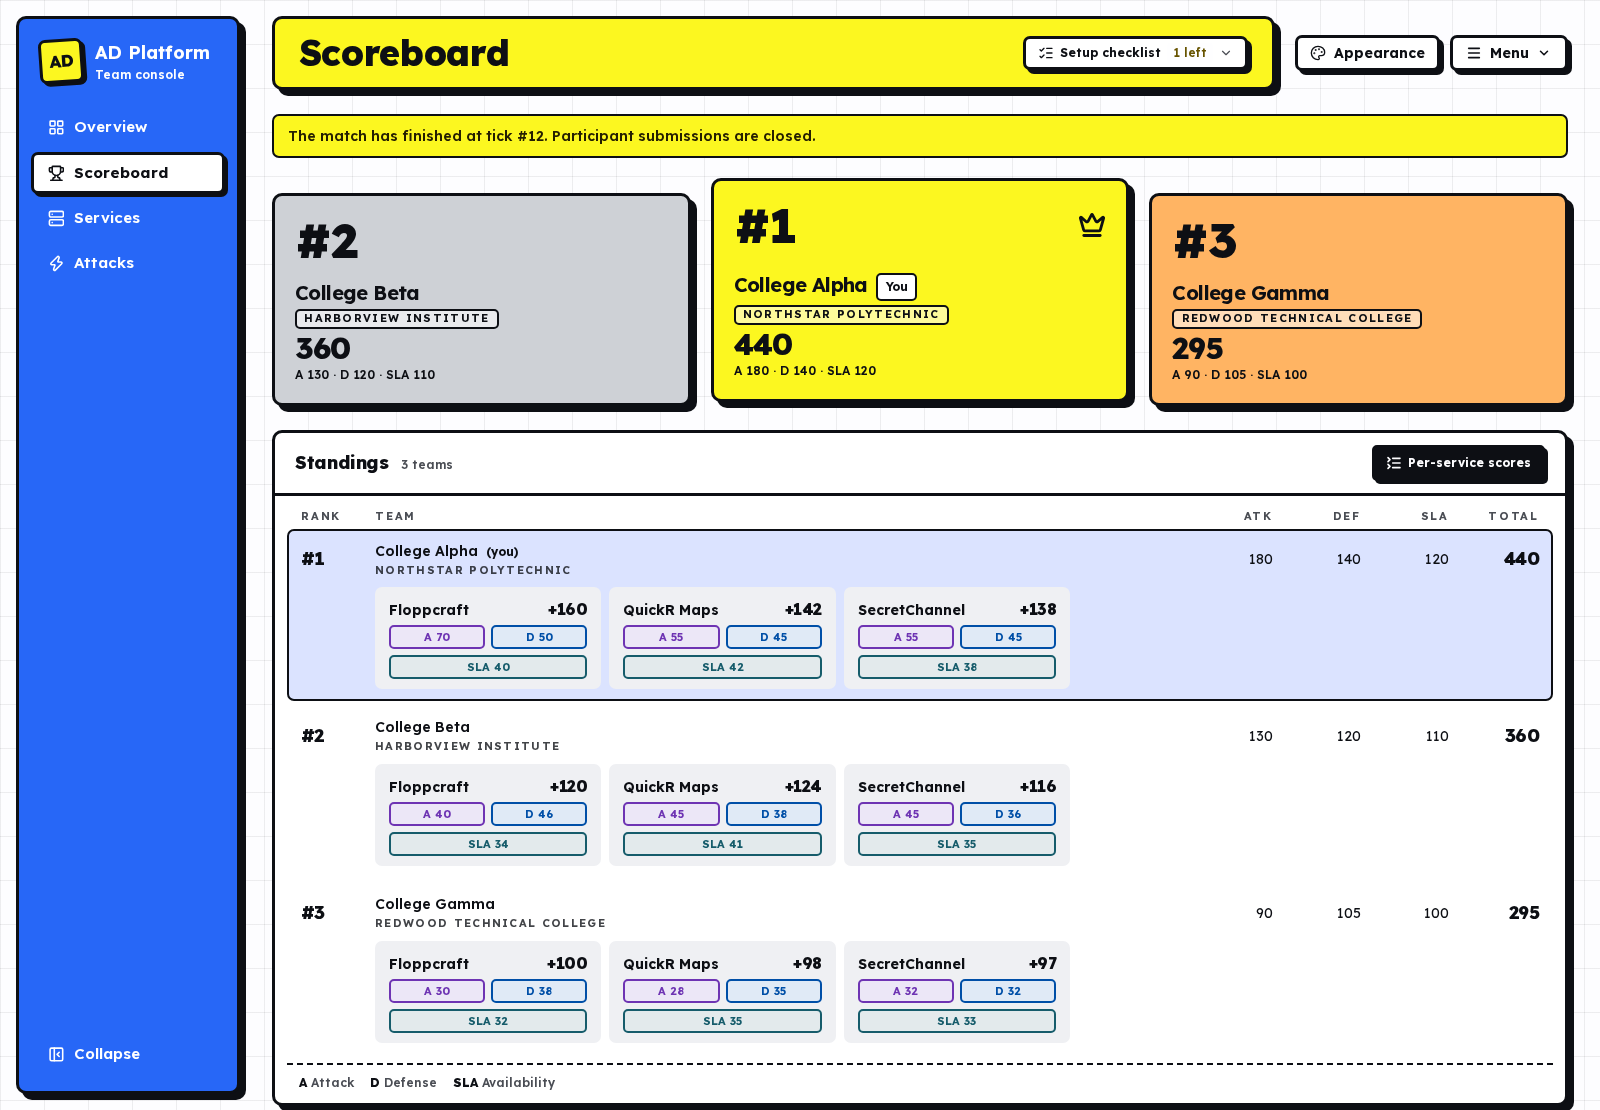 AD
AD Platform
Team console
Overview
Scoreboard
Services
Attacks
Collapse
Scoreboard
Setup checklist 1 left
Appearance
Menu
The match has finished at tick #12. Participant submissions are closed.
#2
College Beta
HARBORVIEW INSTITUTE
360
A 130 · D 120 · SLA 110
#1
College Alpha You
NORTHSTAR POLYTECHNIC
440
A 180 · D 140 · SLA 120
#3
College Gamma
REDWOOD TECHNICAL COLLEGE
295
A 90 · D 105 · SLA 100
Standings 3 teams
Per-service scores
RANK TEAM ATK DEF SLA TOTAL
#1 College Alpha (you) 180 140 120 440
NORTHSTAR POLYTECHNIC
Floppcraft +160 QuickR Maps +142 SecretChannel +138
A 70 D 50 A 55 D 45 A 55 D 45
SLA 40 SLA 42 SLA 38
#2 College Beta 130 120 110 360
HARBORVIEW INSTITUTE
Floppcraft +120 QuickR Maps +124 SecretChannel +116
A 40 D 46 A 45 D 38 A 45 D 36
SLA 34 SLA 41 SLA 35
#3 College Gamma 90 105 100 295
REDWOOD TECHNICAL COLLEGE
Floppcraft +100 QuickR Maps +98 SecretChannel +97
A 30 D 38 A 28 D 35 A 32 D 32
SLA 32 SLA 35 SLA 33
A Attack D Defense SLA Availability